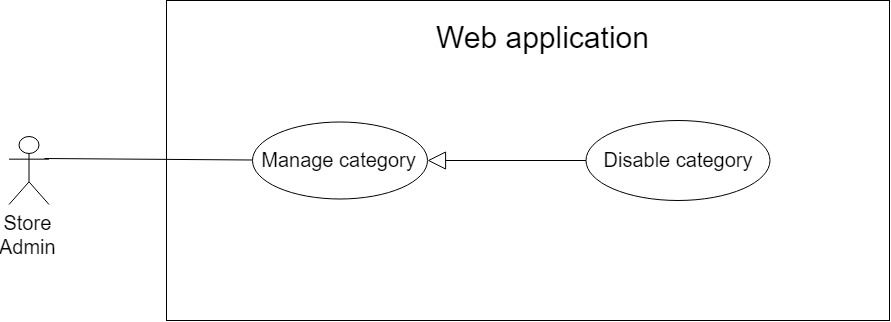 Web application
Manage category
Disable category
Store
Admin